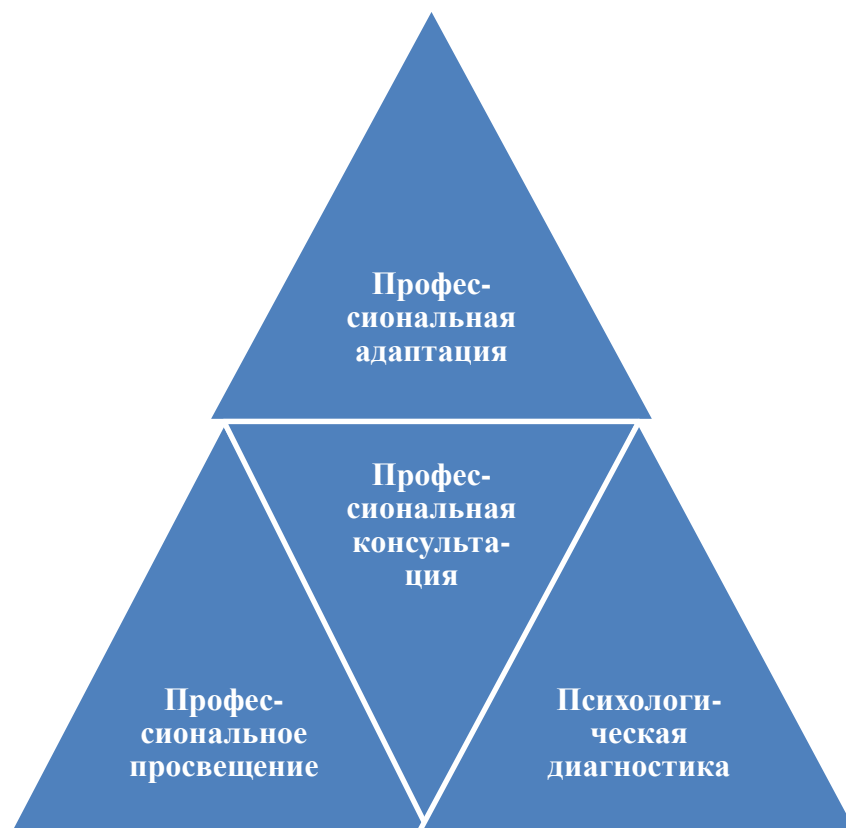 Профес-
сиональная
адаптация
Профес-
сиональная
консульта-
ция
Профес-
сиональное
просвещение
Психологи-
ческая
диагностика